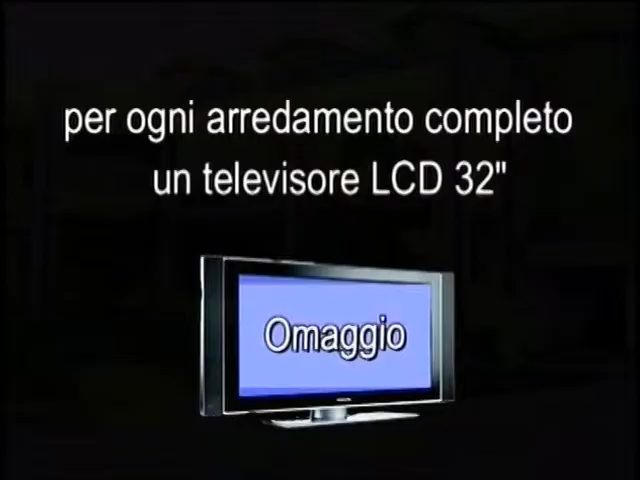 per ogni arredamento completo
un televisore LCD 32"
Omaggio